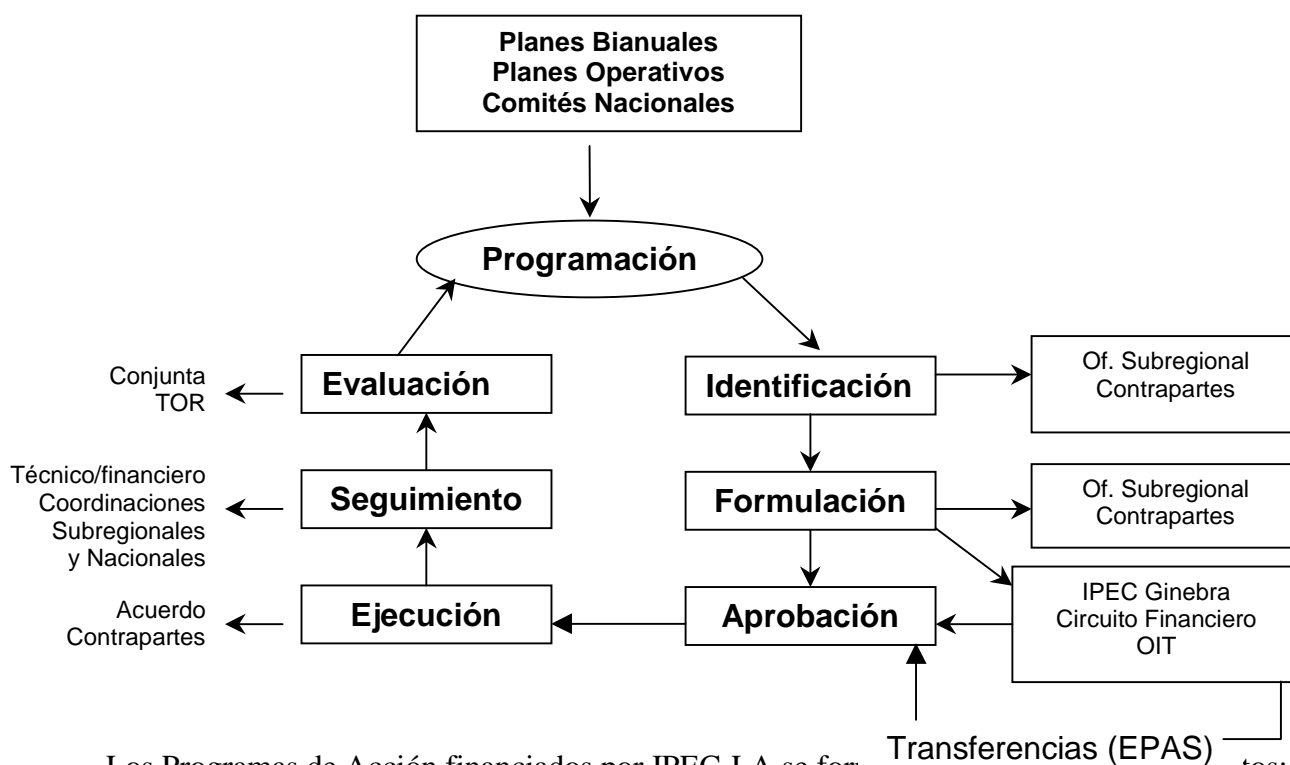 Planes Bianuales
Planes Operativos
Comités Nacionales
Programación
Conjunta
TOR
Evaluación
Identificación
Of. Subregional
Contrapartes
Técnico/financiero
Coordinaciones
Subregionales
y Nacionales
Seguimiento
Formulación
Of. Subregional
Contrapartes
Acuerdo
Contrapartes
Ejecución
Aprobación
IPEC Ginebra
Circuito Financiero
OIT
Transferencias (EPAS)
Los Programas de Acción financiados por IPEC-LA se